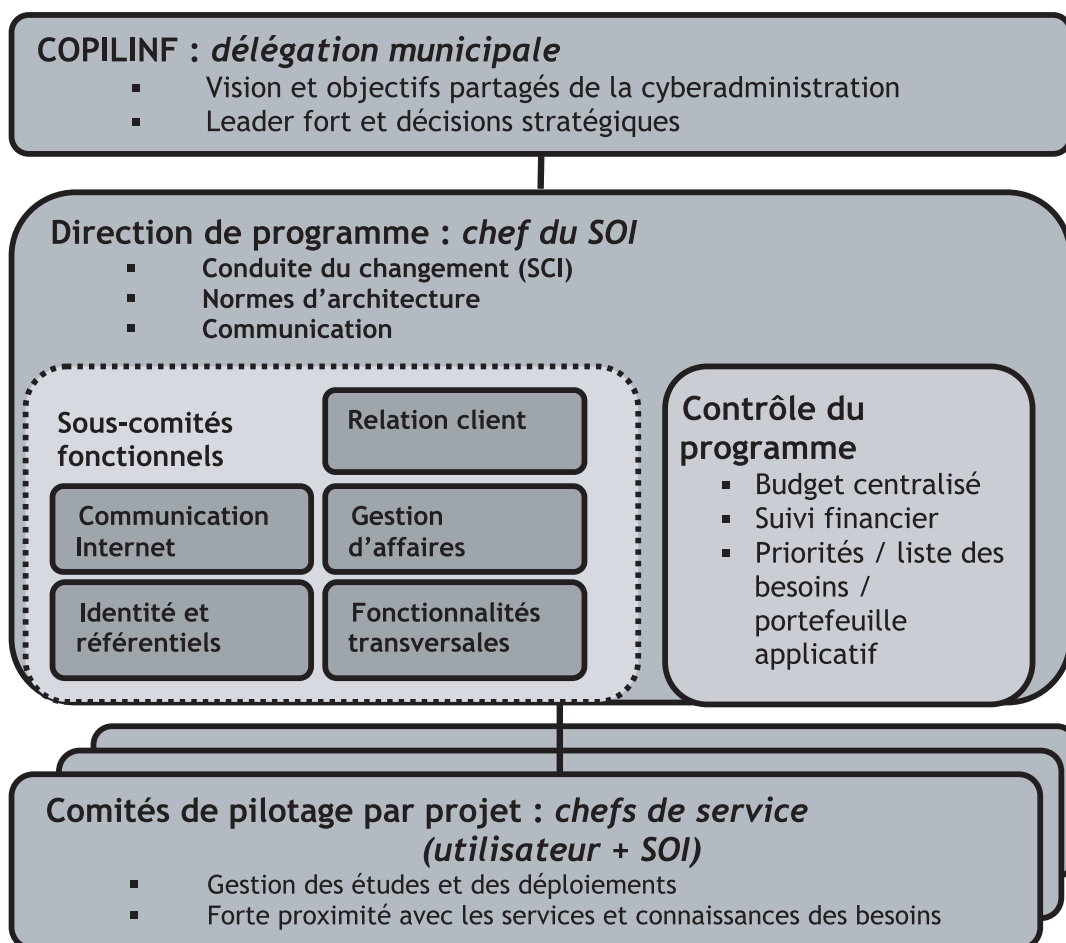 COPILINF : délégation municipale
▪ Vision et objectifs partagés de la cyberadministration
▪ Leader fort et décisions stratégiques
Direction de programme : chef du SOI
▪ Conduite du changement (SCI)
▪ Normes d'architecture
▪ Communication
Sous-comités
fonctionnels
Relation client
Communication
Internet
Gestion
d'affaires
Identité et
référentiels
Fonctionnalités
transversales
Contrôle du
programme
▪ Budget centralisé
▪ Suivi financier
▪ Priorités / liste des
besoins /
portefeuille
applicatif
Comités de pilotage par projet : chefs de service
(utilisateur + SOI)
▪ Gestion des études et des déploiements
▪ Forte proximité avec les services et connaissances des besoins